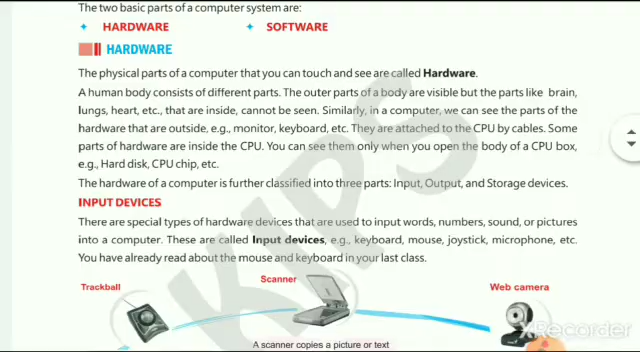 The two basic parts of a computer system are:
HARDWARE SOFTWARE
HARDWARE
The physical parts of a computer that you can touch and see are called Hardware.
A human body consists of different parts. The outer parts of a body are visible but the parts like brain,
lungs, heart, etc., that are inside, cannot be seen. Similarly, in a computer, we can see the parts of the
hardware that are outside, e.g., monitor, keyboard, etc. They are attached to the CPU by cables. Some
parts of hardware are inside the CPU. You can see them only when you open the body of a CPU box,
e.g., Hard disk, CPU chip, etc.
The hardware of a computer is further classified into three parts: Input, Output, and Storage devices.
INPUT DEVICES
There are special types of hardware devices that are used to input words, numbers, sound, or pictures
into a computer. These are called Input devices, e.g., keyboard, mouse, joystick, microphone, etc.
You have already read about the mouse and keyboard in your last class.
KIPS
Trackball
Scanner
Web camera
A scanner copies a picture or text
XRecorder